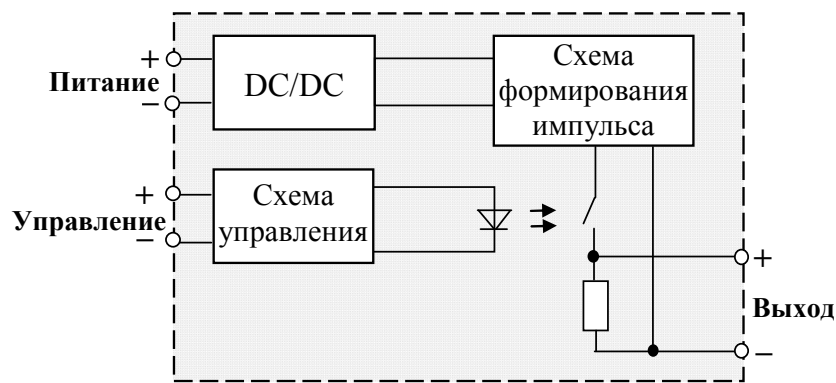 +
Питание
−
DC/DC
Схема
формирования
импульса
+
Управление
−
Схема
управления
+
Выход
−